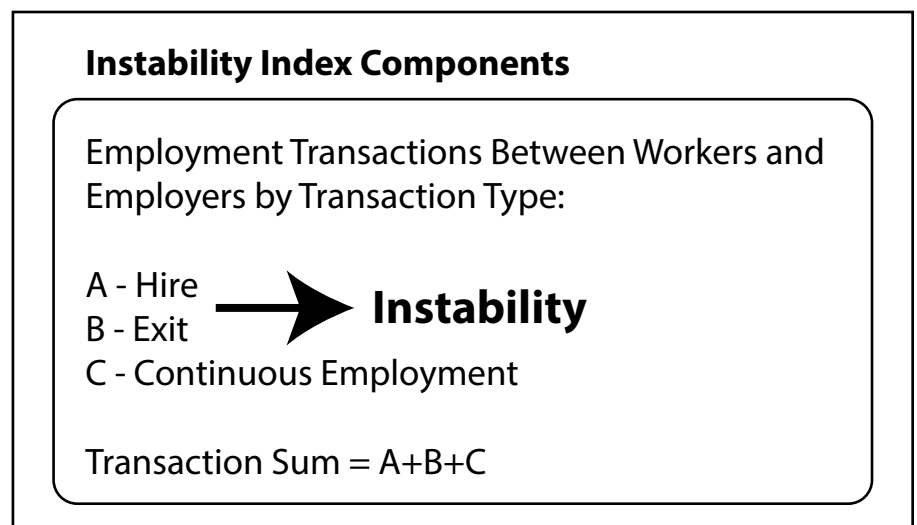 Instability Index Components
Employment Transactions Between Workers and
Employers by Transaction Type:
A - Hire
B - Exit
Instability
C - Continuous Employment
Transaction Sum = A+B+C